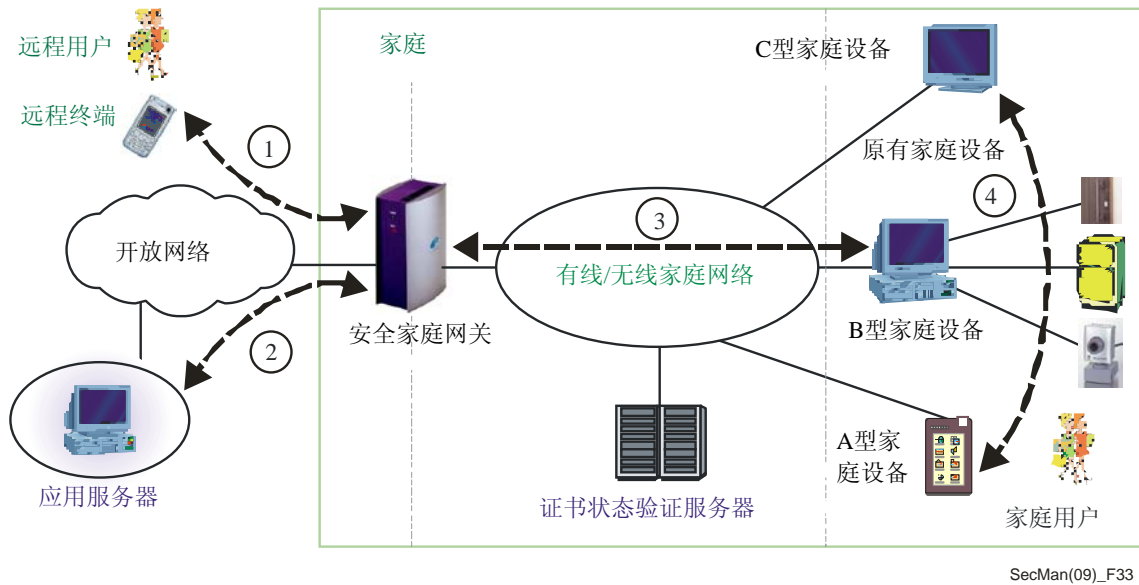 远程用户
远程终端
①
开放网络
②
应用服务器
家庭
安全家庭网关
③
有线/无线家庭网络
证书状态验证服务器
C型家庭设备
原有家庭设备
④
B型家庭设备
A型家
庭设备
家庭用户
SecMan(09)_F33